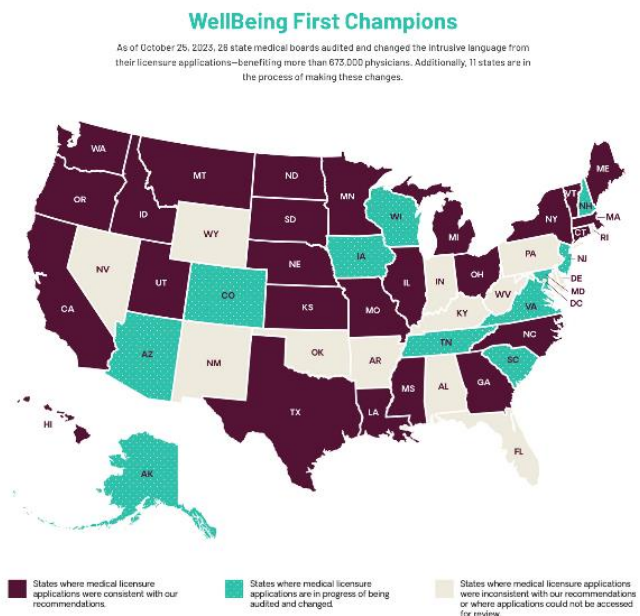 WellBeing First Champions
As of October 25, 2023, 26 state medical boards audited and changed the intrusive language from
their licensure applications—benefiting more than 673,000 physicians. Additionally, 11 states are in
the process of making these changes.
WA
MT
ND
MN
ME
VT
NH
OR
ID
SD
WI
NY
MA
MI
CT
RI
WY
IA
PA
NJ
NV
NE
OH
DE
IL
IN
MD
UT
CO
WV
DC
VA
CA
KS
MO
KY
NC
TN
AZ
OK
NM
AR
SC
MS
AL
GA
TX
LA
HI
FL
AK
States where medical licensure
applications were consistent with our
recommendations.
States where medical licensure
applications are in progress of being
audited and changed.
States where medical licensure applications
were inconsistent with our recommendations
or where applications could not be accessed
for review.